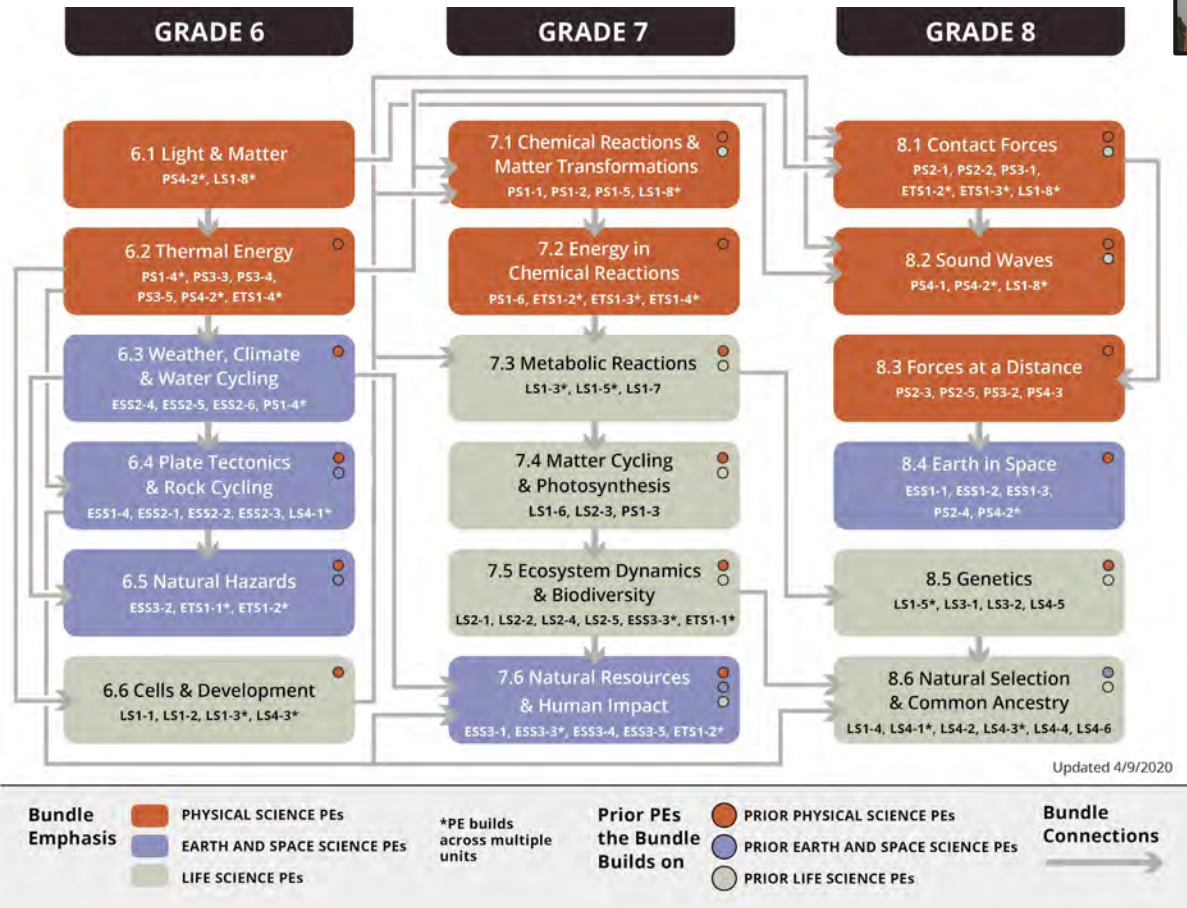 GRADE 6
GRADE 7
GRADE 8
6.1 Light & Matter
PS4-2*, LS1-8*
6.2 Thermal Energy
PS1-4*, PS3-3, PS3-4,
PS3-5, PS4-2*, ETS1-4*
6.3 Weather, Climate
& Water Cycling
ESS2-4, ESS2-5, ESS2-6, PS1-4*
6.4 Plate Tectonics
& Rock Cycling
ESS1-4, ESS2-1, ESS2-2, ESS2-3, LS4-1*
6.5 Natural Hazards
ESS3-2, ETS1-1*, ETS1-2*
6.6 Cells & Development
LS1-1, LS1-2, LS1-3*, LS4-3*
7.1 Chemical Reactions &
Matter Transformations
PS1-1, PS1-2, PS1-5, LS1-8*
7.2 Energy in
Chemical Reactions
PS1-6, ETS1-2*, ETS1-3*, ETS1-4*
7.3 Metabolic Reactions
LS1-3*, LS1-5*, LS1-7
7.4 Matter Cycling
& Photosynthesis
LS1-6, LS2-3, PS1-3
7.5 Ecosystem Dynamics
& Biodiversity
LS2-1, LS2-2, LS2-4, LS2-5, ESS3-3*, ETS1-1*
7.6 Natural Resources
& Human Impact
ESS3-1, ESS3-3*, ESS3-4, ESS3-5, ETS1-2*
8.1 Contact Forces
PS2-1, PS2-2, PS3-1,
ETS1-2*, ETS1-3*, LS1-8*
8.2 Sound Waves
PS4-1, PS4-2*, LS1-8*
8.3 Forces at a Distance
PS2-3, PS2-5, PS3-2, PS4-3
8.4 Earth in Space
ESS1-1, ESS1-2, ESS1-3,
PS2-4, PS4-2*
8.5 Genetics
LS1-5*, LS3-1, LS3-2, LS4-5
8.6 Natural Selection
& Common Ancestry
LS1-4, LS4-1*, LS4-2, LS4-3*, LS4-4, LS4-6
Updated 4/9/2020
Bundle
Emphasis
PHYSICAL SCIENCE PEs
EARTH AND SPACE SCIENCE PEs
LIFE SCIENCE PEs
*PE builds
across multiple
units
Prior PEs
the Bundle
Builds on
PRIOR PHYSICAL SCIENCE PEs
PRIOR EARTH AND SPACE SCIENCE PEs
PRIOR LIFE SCIENCE PEs
Bundle
Connections